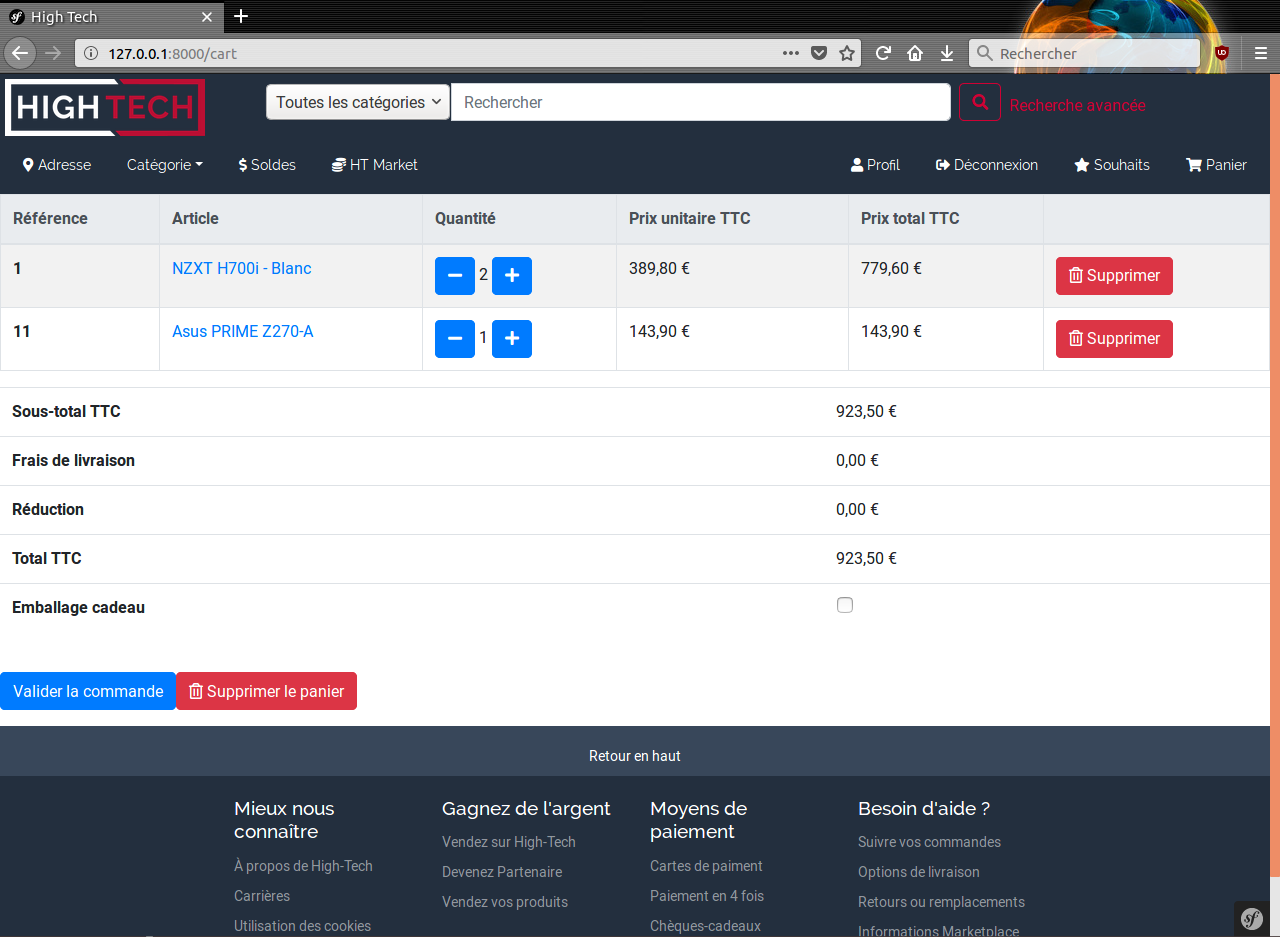 High Tech
127.0.0.1:8000/cart
Rechercher
HIGH TECH
Toutes les catégories
Rechercher
Recherche avancée
Adresse Catégorie $ Soldes HT Market Profil Déconnexion Souhaits Panier
Référence Article Quantité Prix unitaire TTC Prix total TTC
1 NZXT H700i - Blanc − 2 + 389,80 € 779,60 € Supprimer
11 Asus PRIME Z270-A − 1 + 143,90 € 143,90 € Supprimer
Sous-total TTC 923,50 €
Frais de livraison 0,00 €
Réduction 0,00 €
Total TTC 923,50 €
Emballage cadeau
Valider la commande Supprimer le panier
Retour en haut
Mieux nous
connaître
À propos de High-Tech
Carrières
Utilisation des cookies
Gagnez de l'argent
Vendez sur High-Tech
Devenez Partenaire
Vendez vos produits
Moyens de
paiement
Cartes de paiment
Paiement en 4 fois
Chèques-cadeaux
Besoin d'aide ?
Suivre vos commandes
Options de livraison
Retours ou remplacements
Informations Marketplace